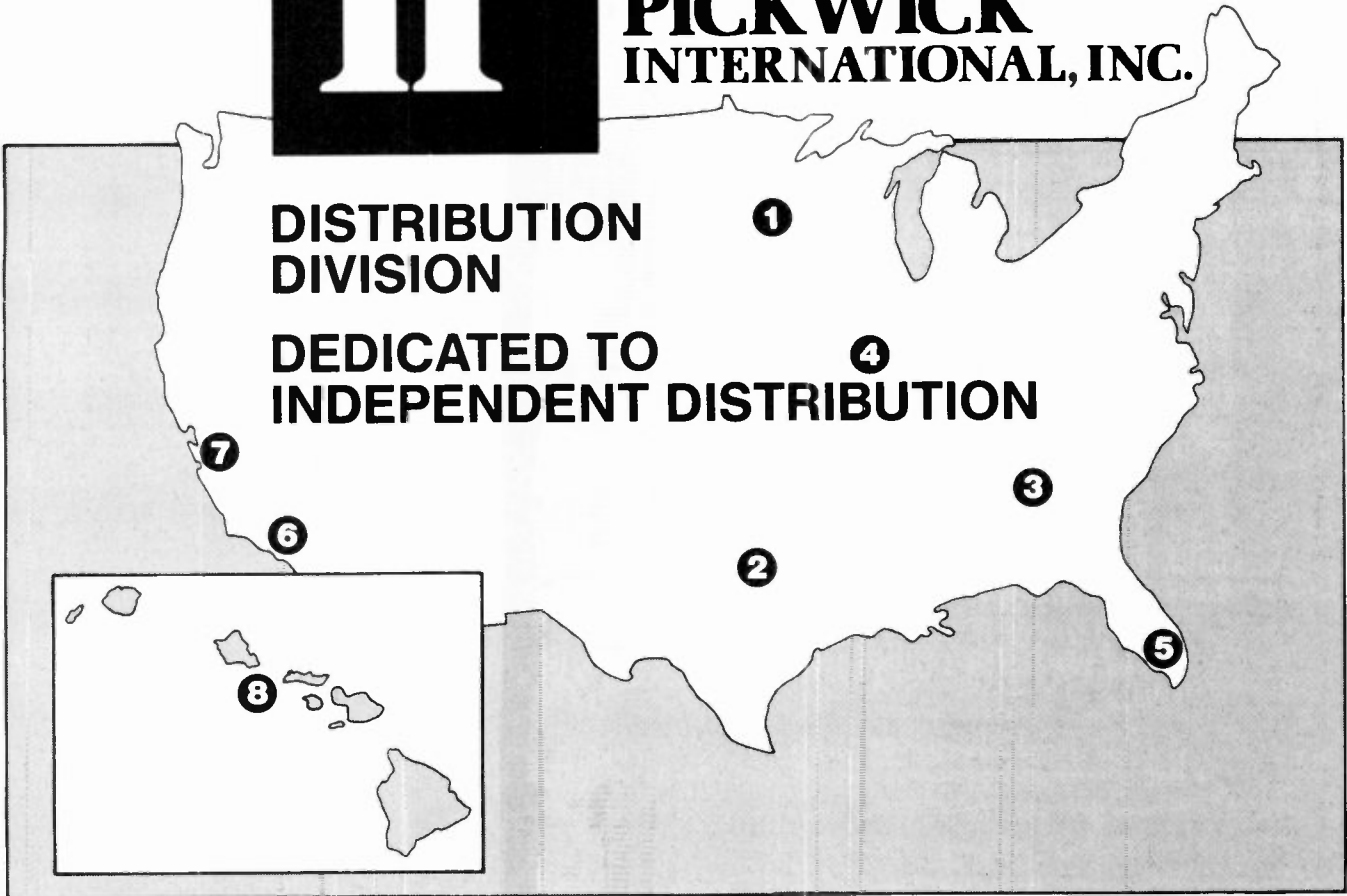 PICKWICK
INTERNATIONAL, INC.
DISTRIBUTION
DIVISION
DEDICATED TO
INDEPENDENT DISTRIBUTION
1
4
7
3
6
2
5
8